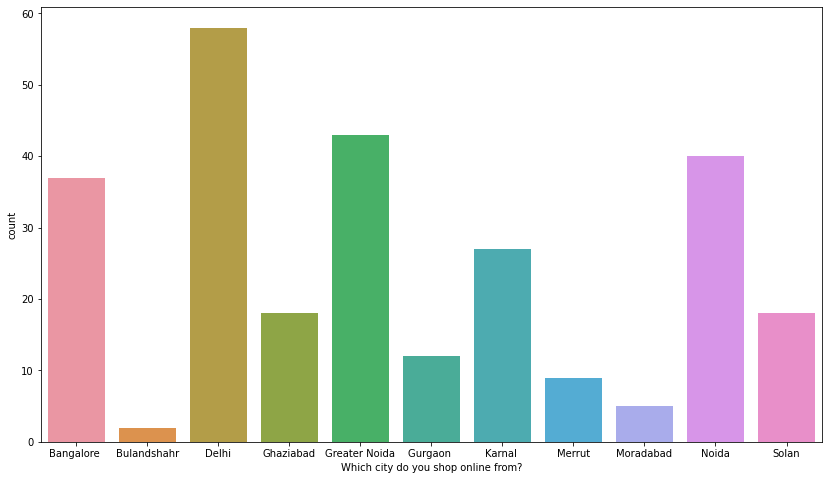 60
50
40
30
20
10
0
count
Bangalore Bulandshahr Delhi Ghaziabad Greater Noida Gurgaon Karnal Merrut Moradabad Noida Solan
Which city do you shop online from?